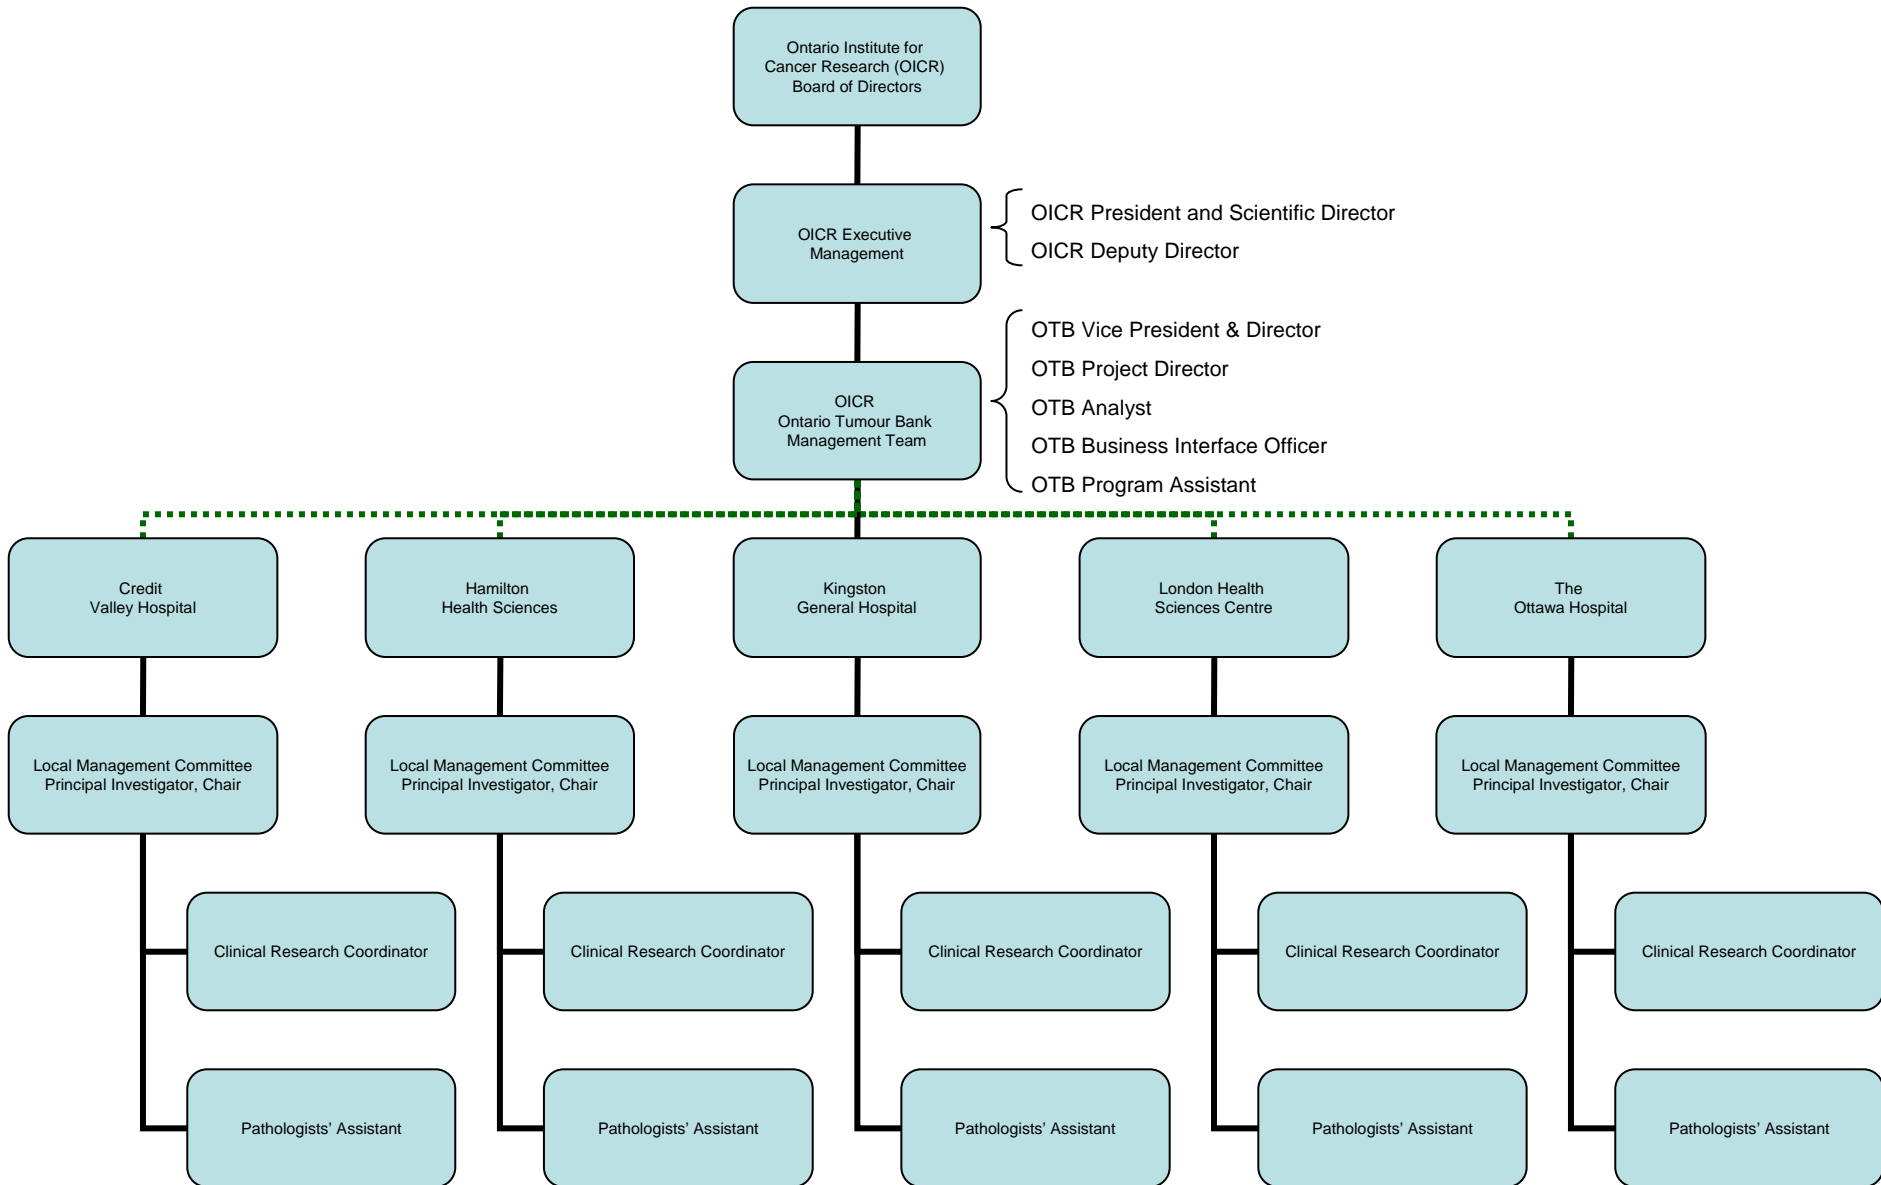 Ontario Institute for
Cancer Research (OICR)
Board of Directors
OICR Executive
Management
OICR President and Scientific Director
OICR Deputy Director
OICR
Ontario Tumour Bank
Management Team
OTB Vice President & Director
OTB Project Director
OTB Analyst
OTB Business Interface Officer
OTB Program Assistant
Credit
Valley Hospital
Hamilton
Health Sciences
Kingston
General Hospital
London Health
Sciences Centre
The
Ottawa Hospital
Local Management Committee
Principal Investigator, Chair
Local Management Committee
Principal Investigator, Chair
Local Management Committee
Principal Investigator, Chair
Local Management Committee
Principal Investigator, Chair
Local Management Committee
Principal Investigator, Chair
Clinical Research Coordinator
Clinical Research Coordinator
Clinical Research Coordinator
Clinical Research Coordinator
Clinical Research Coordinator
Pathologists’ Assistant
Pathologists’ Assistant
Pathologists’ Assistant
Pathologists’ Assistant
Pathologists’ Assistant